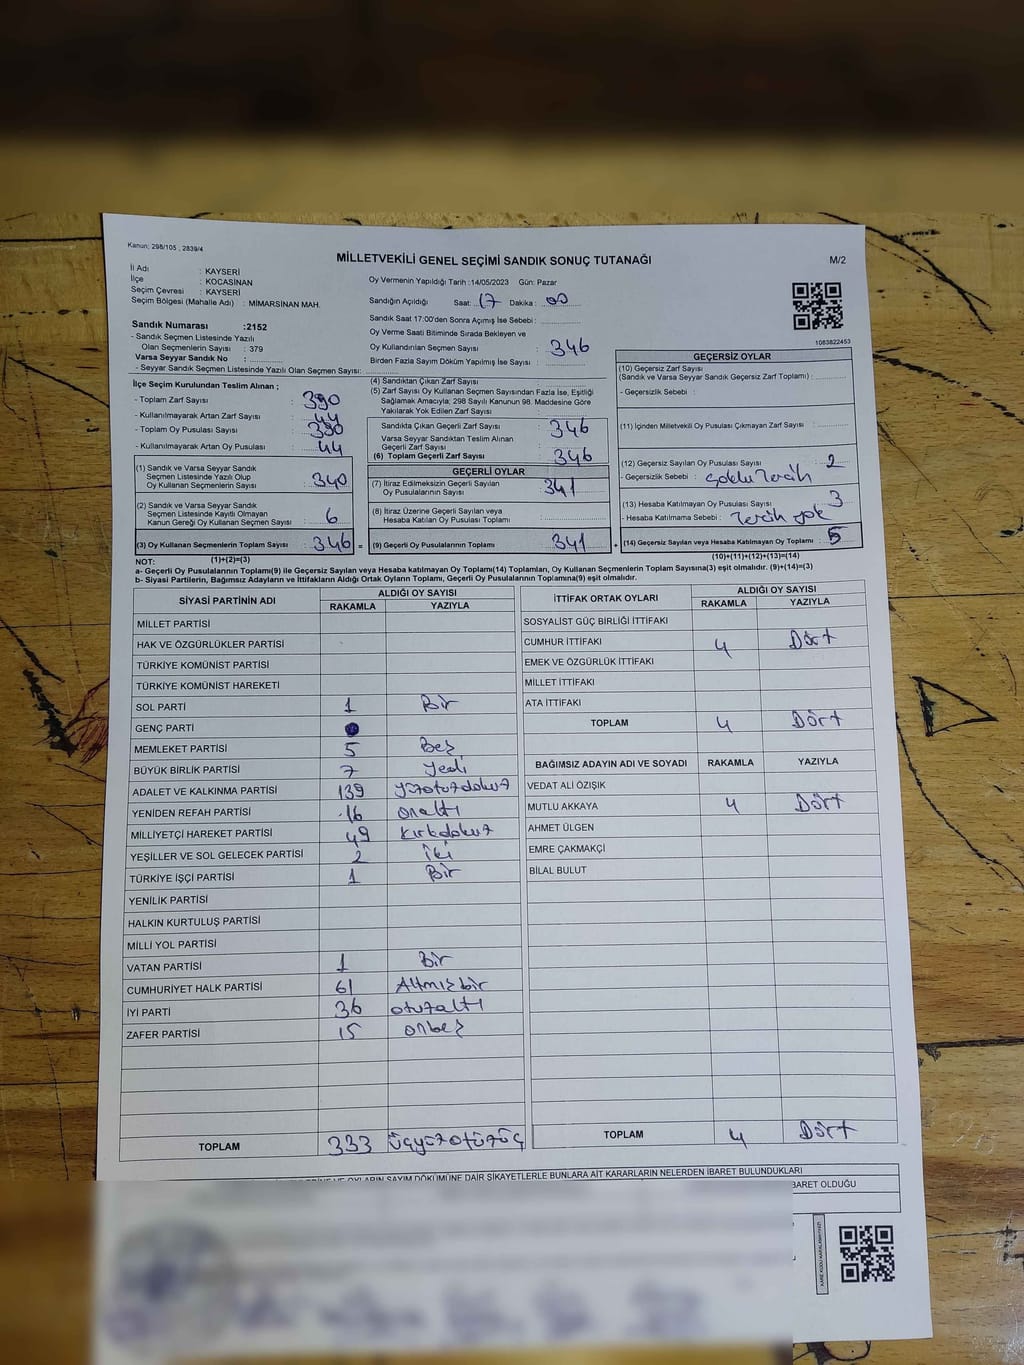 Kanun; 298/105 , 2839/4
MİLLETVEKİLİ GENEL SEÇİMİ SANDIK SONUÇ TUTANAĞI
M/2
İl Adı : KAYSERİ
İlçe : KOCASİNAN
Seçim Çevresi : KAYSERİ
Seçim Bölgesi (Mahalle Adı) : MİMARSİNAN MAH.
Oy Vermenin Yapıldığı Tarih :14/05/2023 Gün: Pazar
Sandığın Açıldığı Saat: 17 Dakika: 00
Sandık Saat 17:00'den Sonra Açımış İse Sebebi :
Oy Verme Saati Bitiminde Sırada Bekleyen ve
Oy Kullandırılan Seçmen Sayısı : 346
Birden Fazla Sayım Döküm Yapılmış İse Sayısı :
1083822453
Sandık Numarası :2152
- Sandık Seçmen Listesinde Yazılı
Olan Seçmenlerin Sayısı : 379
Varsa Seyyar Sandık No :
- Seyyar Sandık Seçmen Listesinde Yazılı Olan Seçmen Sayısı:
İlçe Seçim Kurulundan Teslim Alınan ;
- Toplam Zarf Sayısı : 390
- Kullanılmayarak Artan Zarf Sayısı : 44
- Toplam Oy Pusulası Sayısı : 390
- Kullanılmayarak Artan Oy Pusulası : 44
(1) Sandık ve Varsa Seyyar Sandık
Seçmen Listesinde Yazılı Olup
Oy Kullanan Seçmenlerin Sayısı : 340
(2) Sandık ve Varsa Seyyar Sandık
Seçmen Listesinde Kayıtlı Olmayan
Kanun Gereği Oy Kullanan Seçmen Sayısı : 6
(3) Oy Kullanan Seçmenlerin Toplam Sayısı : 346 =
(1)+(2)=(3)
(4) Sandıktan Çıkan Zarf Sayısı :
(5) Zarf Sayısı Oy Kullanan Seçmen Sayısından Fazla İse, Eşitliği
Sağlamak Amacıyla; 298 Sayılı Kanunun 98. Maddesine Göre
Yakılarak Yok Edilen Zarf Sayısı :
Sandıkta Çıkan Geçerli Zarf Sayısı : 346
Varsa Seyyar Sandıktan Teslim Alınan
Geçerli Zarf Sayısı :
(6) Toplam Geçerli Zarf Sayısı : 346
GEÇERLİ OYLAR
(7) İtiraz Edilmeksizin Geçerli Sayılan
Oy Pusulalarının Sayısı : 341
(8) İtiraz Üzerine Geçerli Sayılan veya
Hesaba Katılan Oy Pusulası Toplamı :
(9) Geçerli Oy Pusulalarının Toplamı : 341 +
GEÇERSİZ OYLAR
(10) Geçersiz Zarf Sayısı
(Sandık ve Varsa Seyyar Sandık Geçersiz Zarf Toplamı) :
- Geçersizlik Sebebi :
(11) İçinden Milletvekili Oy Pusulası Çıkmayan Zarf Sayısı :
(12) Geçersiz Sayılan Oy Pusulası Sayısı : 2
- Geçersizlik Sebebi : Çoklu Tercih
(13) Hesaba Katılmayan Oy Pusulası Sayısı : 3
- Hesaba Katılmama Sebebi : Tercih yok
(14) Geçersiz Sayılan veya Hesaba Katılmayan Oy Toplamı : 5
(10)+(11)+(12)+(13)=(14)
NOT:
a- Geçerli Oy Pusulalarının Toplamı(9) ile Geçersiz Sayılan veya Hesaba Katılmayan Oy Toplamı(14) Toplamları, Oy Kullanan Seçmenlerin Toplam Sayısına(3) eşit olmalıdır. (9)+(14)=(3)
b- Siyasi Partilerin, Bağımsız Adayların ve İttifakların Aldığı Ortak Oyların Toplamı, Geçerli Oy Pusulalarının Toplamına(9) eşit olmalıdır.
SİYASİ PARTİNİN ADI ALDIĞI OY SAYISI
RAKAMLA YAZIYLA
MİLLET PARTİSİ
HAK VE ÖZGÜRLÜKLER PARTİSİ
TÜRKİYE KOMÜNİST PARTİSİ
TÜRKİYE KOMÜNİST HAREKETİ
SOL PARTİ 1 Bir
GENÇ PARTİ
MEMLEKET PARTİSİ 5 Beş
BÜYÜK BİRLİK PARTİSİ 7 Yedi
ADALET VE KALKINMA PARTİSİ 139 yüzotuzdokuz
YENİDEN REFAH PARTİSİ 16 onaltı
MİLLİYETÇİ HAREKET PARTİSİ 49 kırkdokuz
YEŞİLLER VE SOL GELECEK PARTİSİ 2 iki
TÜRKİYE İŞÇİ PARTİSİ 1 Bir
YENİLİK PARTİSİ
HALKIN KURTULUŞ PARTİSİ
MİLLİ YOL PARTİSİ
VATAN PARTİSİ 1 Bir
CUMHURİYET HALK PARTİSİ 61 Altmışbir
İYİ PARTİ 36 otuzaltı
ZAFER PARTİSİ 15 onbeş
TOPLAM 333 üçyüzotuzüç
İTTİFAK ORTAK OYLARI ALDIĞI OY SAYISI
RAKAMLA YAZIYLA
SOSYALİST GÜÇ BİRLİĞİ İTTİFAKI
CUMHUR İTTİFAKI 4 Dört
EMEK VE ÖZGÜRLÜK İTTİFAKI
MİLLET İTTİFAKI
ATA İTTİFAKI
TOPLAM 4 Dört
BAĞIMSIZ ADAYIN ADI VE SOYADI RAKAMLA YAZIYLA
VEDAT ALİ ÖZIŞIK
MUTLU AKKAYA 4 Dört
AHMET ÜLGEN
EMRE ÇAKMAKÇİ
BİLAL BULUT
TOPLAM 4 Dört
OYLARIN SAYIM DÖKÜMÜNE DAİR ŞİKAYETLERLE BUNLARA AİT KARARLARIN NELERDEN İBARET BULUNDUKLARI
İBARET OLDUĞU